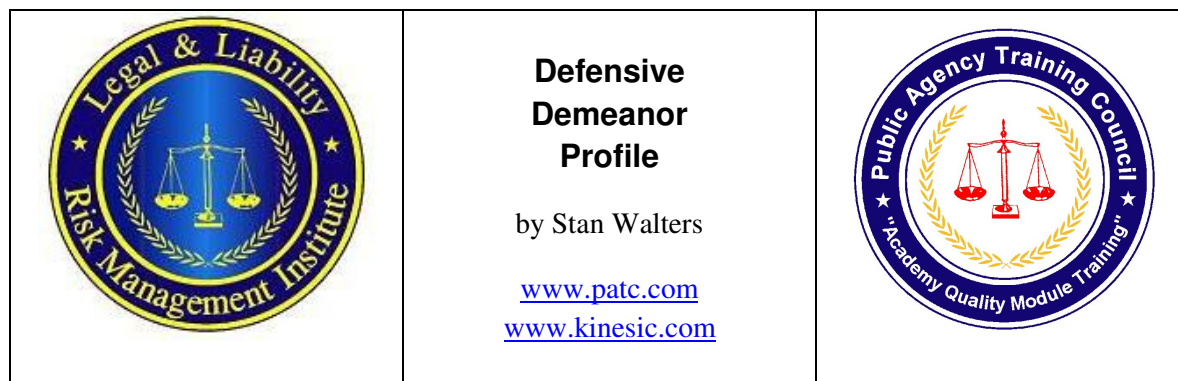 Legal & Liability
Risk Management Institute
Defensive
Demeanor
Profile
by Stan Walters
www.patc.com
www.kinesic.com
Public Agency Training Council
"Academy Quality Module Training"